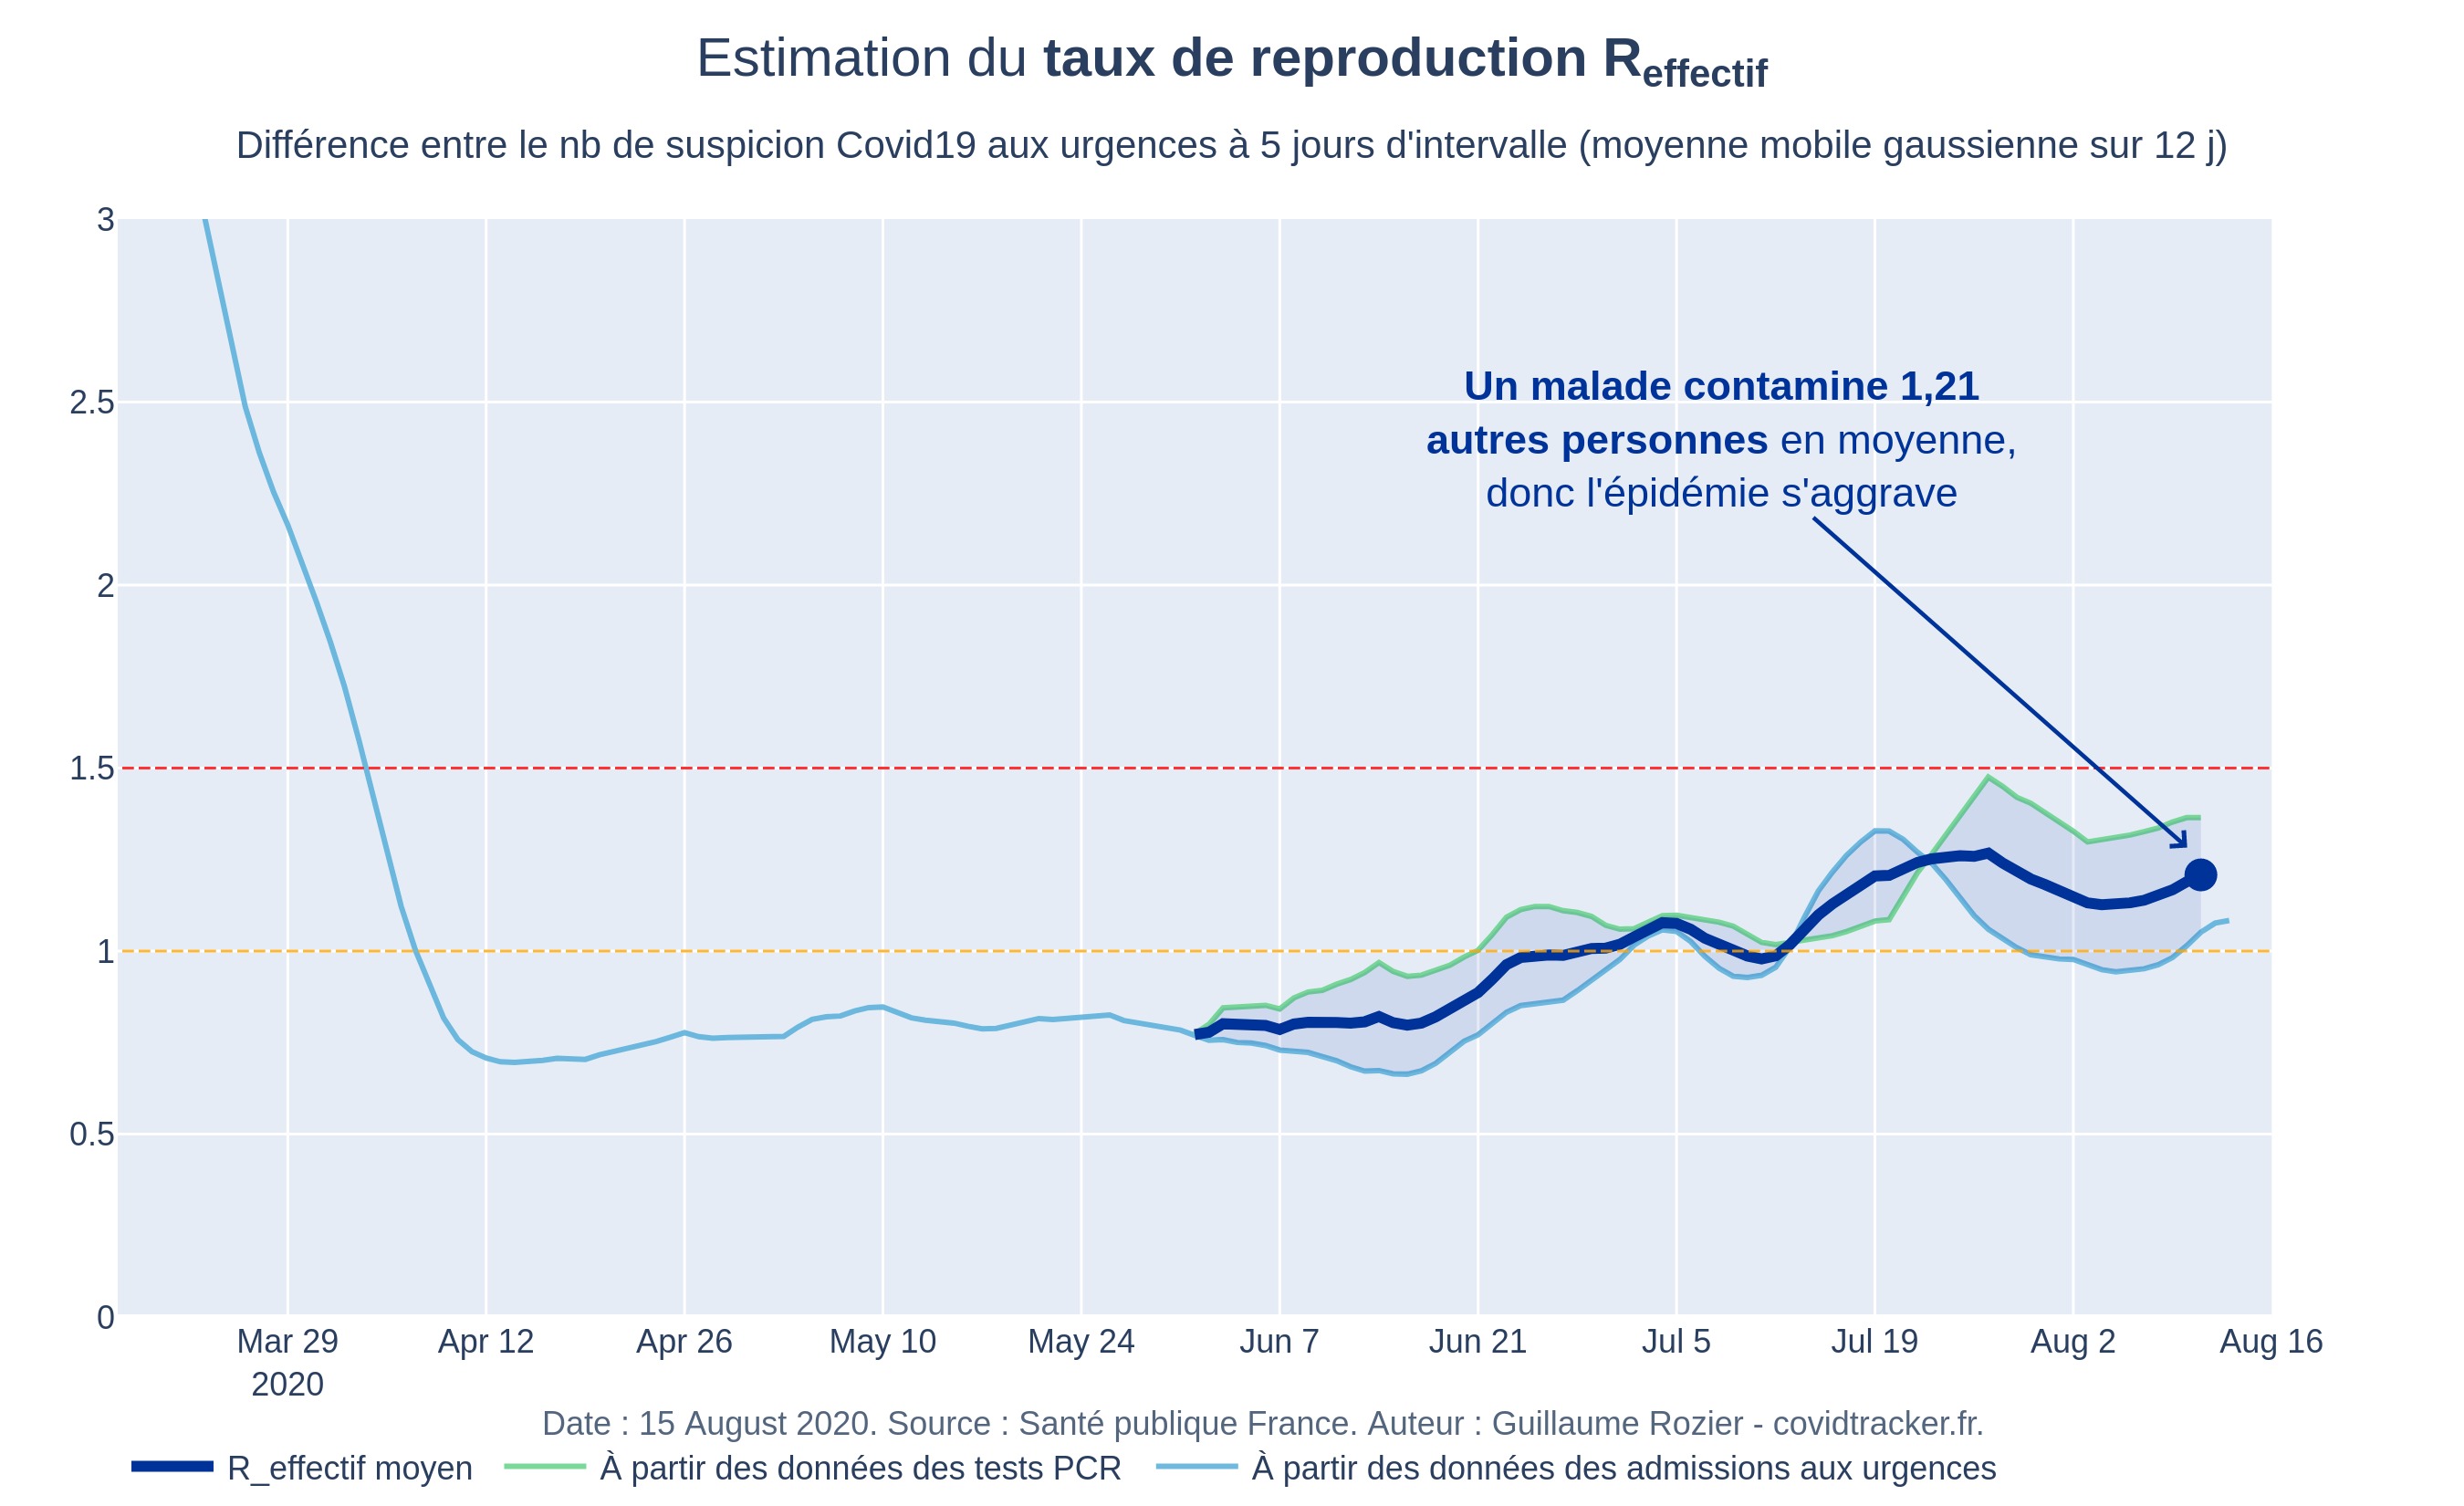 Estimation du taux de reproduction Reffectif
Différence entre le nb de suspicion Covid19 aux urgences à 5 jours d'intervalle (moyenne mobile gaussienne sur 12 j)
3
2.5
2
1.5
1
0.5
0
Un malade contamine 1,21
autres personnes en moyenne,
donc l'épidémie s'aggrave
Mar 29 Apr 12 Apr 26 May 10 May 24 Jun 7 Jun 21 Jul 5 Jul 19 Aug 2 Aug 16
2020
Date : 15 August 2020. Source : Santé publique France. Auteur : Guillaume Rozier - covidtracker.fr.
R_effectif moyen À partir des données des tests PCR À partir des données des admissions aux urgences